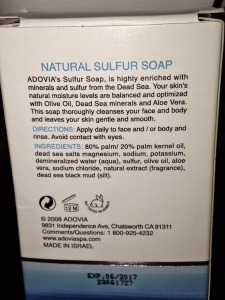 NATURAL SULFUR SOAP
ADOVIA's Sulfur Soap, is highly enriched with
minerals and sulfur from the Dead Sea. Your skin's
natural moisture levels are balanced and optimized
with Olive Oil, Dead Sea minerals and Aloe Vera.
This soap thoroughly cleanses your face and body
and leaves your skin gentle and smooth.
DIRECTIONS: Apply daily to face and / or body and
rinse. Avoid contact with eyes.
INGREDIENTS: 80% palm/ 20% palm kernel oil,
dead sea salts magnesium, sodium, potassium,
demineralized water (aqua), sulfur, olive oil, aloe
vera, sodium chloride, natural extract (fragrance),
dead sea black mud (silt).
12 M
© 2008 ADOVIA
9831 Independence Ave, Chatsworth CA 91311
Comments/Questions: 1 800-925-4232
www.adoviaspa.com
MADE IN ISRAEL
EXP. 06/2017
23061727